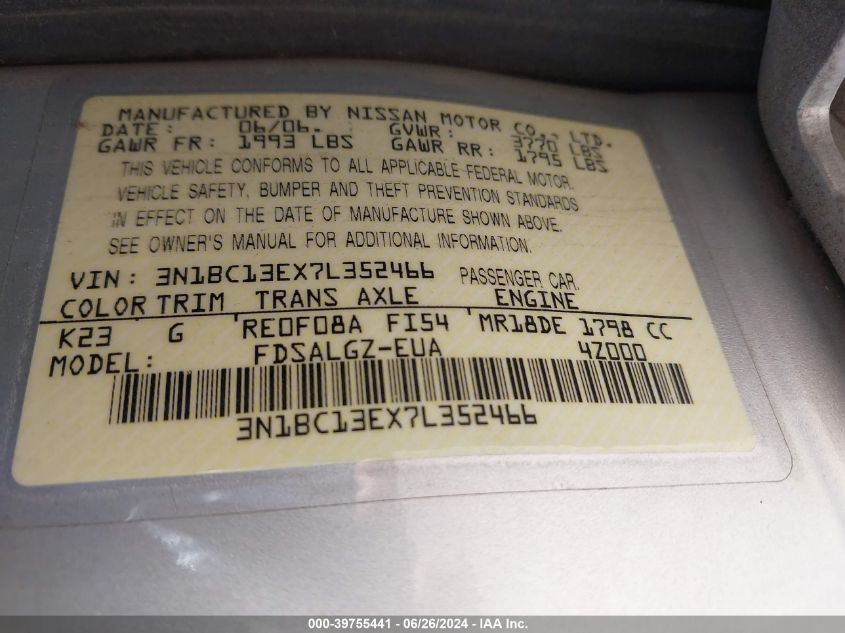 MANUFACTURED BY NISSAN MOTOR CO., LTD.
DATE: 06/06. GVWR: 3770 LBS
GAWR FR: 1993 LBS GAWR RR: 1795 LBS
THIS VEHICLE CONFORMS TO ALL APPLICABLE FEDERAL MOTOR
VEHICLE SAFETY, BUMPER AND THEFT PREVENTION STANDARDS
IN EFFECT ON THE DATE OF MANUFACTURE SHOWN ABOVE.
SEE OWNER'S MANUAL FOR ADDITIONAL INFORMATION.
VIN: 3N1BC13EX7L352466 PASSENGER CAR
COLOR TRIM TRANS AXLE ENGINE
K23 G RE0F08A FI54 MR18DE 1798 CC
MODEL: FDSALGZ-EUA 4Z000
3N1BC13EX7L352466
000-39755441 - 06/26/2024 - IAAI.COM